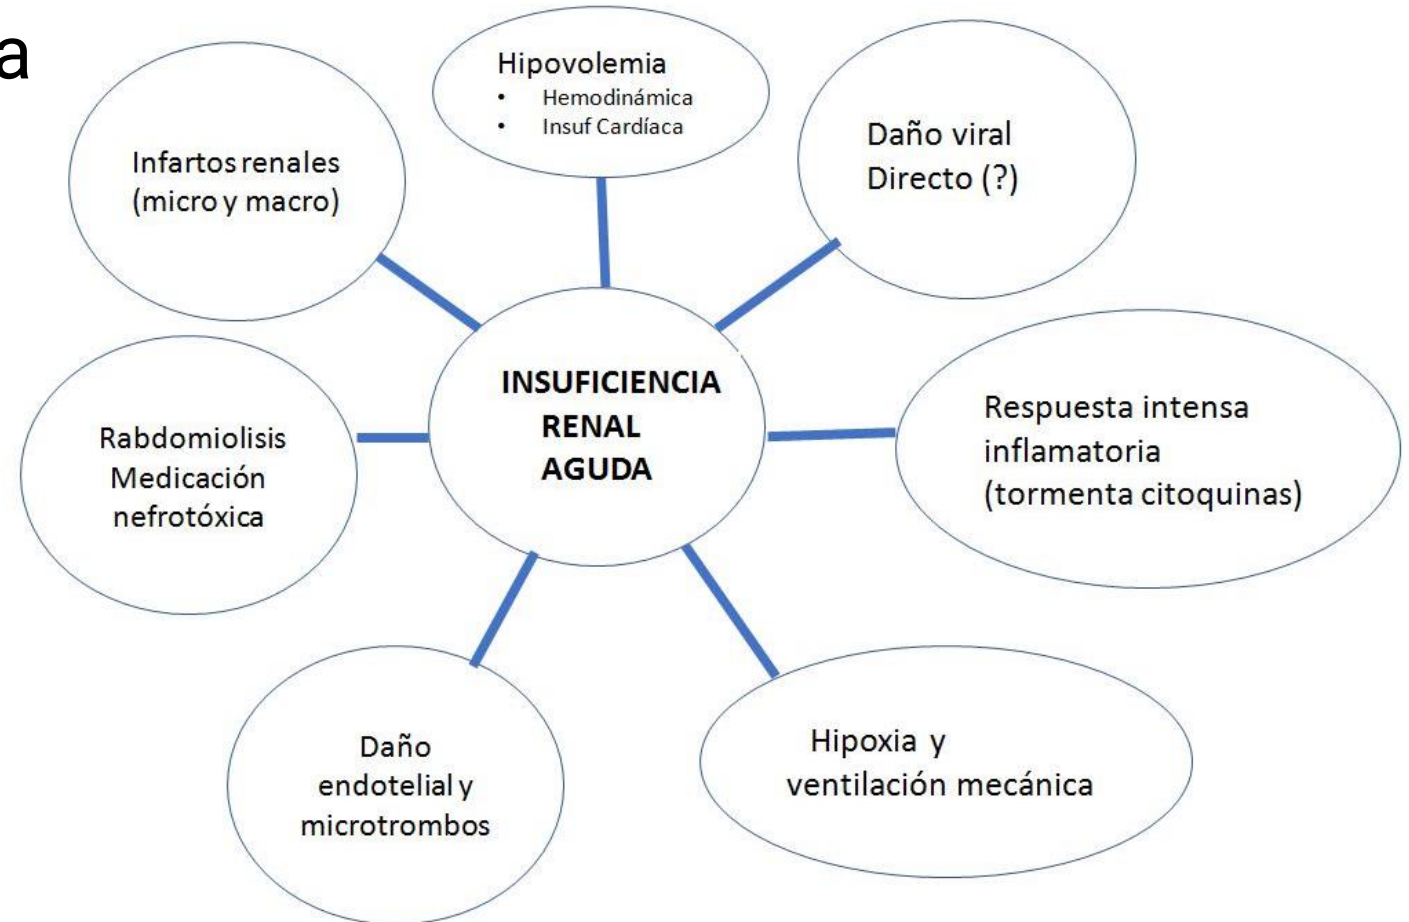 a
Hipovolemia
• Hemodinámica
• Insuf Cardíaca
Daño viral
Directo (?)
Infartos renales
(micro y macro)
INSUFICIENCIA
RENAL
AGUDA
Respuesta intensa
inflamatoria
(tormenta citoquinas)
Rabdomiolisis
Medicación
nefrotóxica
Hipoxia y
ventilación mecánica
Daño
endotelial y
microtrombos